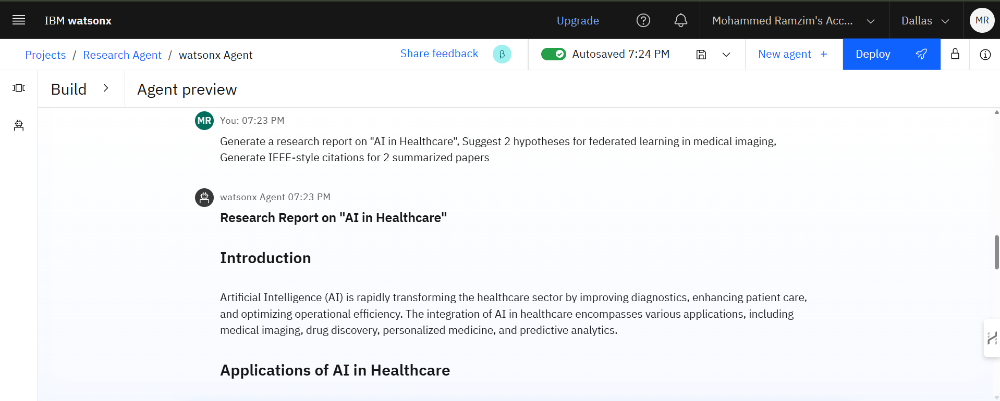 IBM watsonx
Upgrade
Mohammed Ramzim's Acc...
Dallas
MR
Projects / Research Agent / watsonx Agent
Share feedback
β
Autosaved 7:24 PM
New agent +
Deploy
Build
Agent preview
MR
You: 07:23 PM
Generate a research report on "AI in Healthcare", Suggest 2 hypotheses for federated learning in medical imaging,
Generate IEEE-style citations for 2 summarized papers
watsonx Agent 07:23 PM
Research Report on "AI in Healthcare"
Introduction
Artificial Intelligence (AI) is rapidly transforming the healthcare sector by improving diagnostics, enhancing patient care,
and optimizing operational efficiency. The integration of AI in healthcare encompasses various applications, including
medical imaging, drug discovery, personalized medicine, and predictive analytics.
Applications of AI in Healthcare